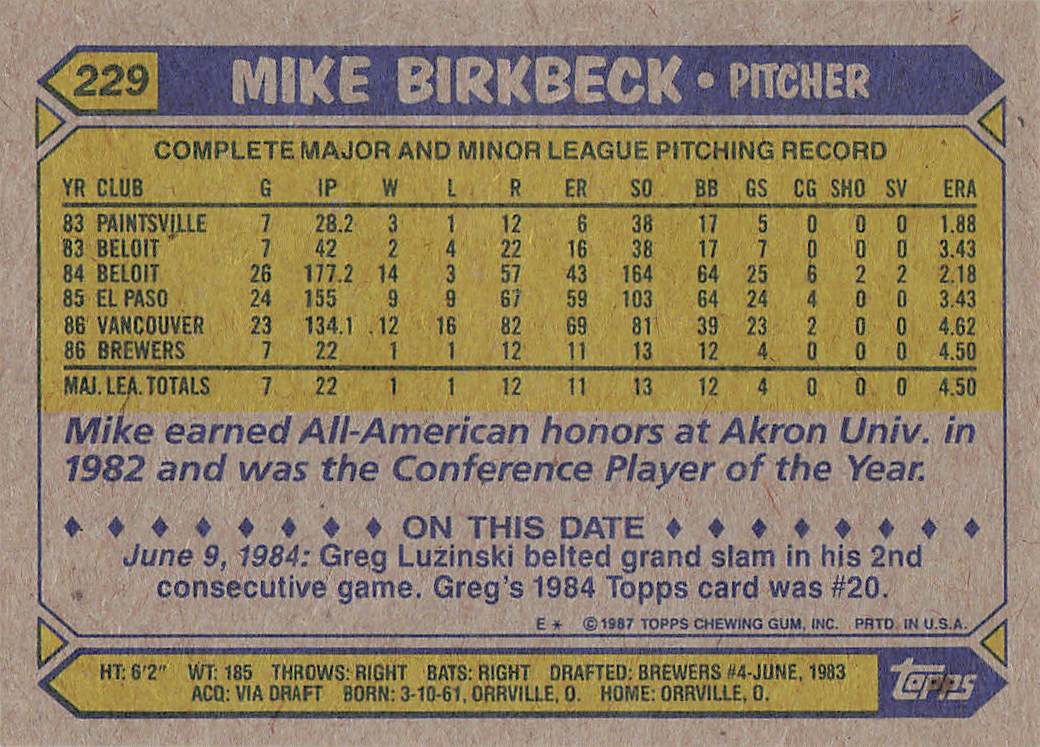 229 MIKE BIRKBECK • PITCHER
COMPLETE MAJOR AND MINOR LEAGUE PITCHING RECORD
YR CLUB G IP W L R ER SO BB GS CG SHO SV ERA
83 PAINTSVILLE 7 28.2 3 1 12 6 38 17 5 0 0 0 1.88
83 BELOIT 7 42 2 4 22 16 38 17 7 0 0 0 3.43
84 BELOIT 26 177.2 14 3 57 43 164 64 25 6 2 2 2.18
85 EL PASO 24 155 9 9 67 59 103 64 24 4 0 0 3.43
86 VANCOUVER 23 134.1 12 16 82 69 81 39 23 2 0 0 4.62
86 BREWERS 7 22 1 1 12 11 13 12 4 0 0 0 4.50
MAJ. LEA. TOTALS 7 22 1 1 12 11 13 12 4 0 0 0 4.50
Mike earned All-American honors at Akron Univ. in
1982 and was the Conference Player of the Year.
ON THIS DATE
June 9, 1984: Greg Luzinski belted grand slam in his 2nd
consecutive game. Greg's 1984 Topps card was #20.
E * ©1987 TOPPS CHEWING GUM, INC. PRTD. IN U.S.A.
HT: 6'2" WT: 185 THROWS: RIGHT BATS: RIGHT DRAFTED: BREWERS #4-JUNE, 1983
ACQ: VIA DRAFT BORN: 3-10-61, ORRVILLE, O. HOME: ORRVILLE, O.
topps